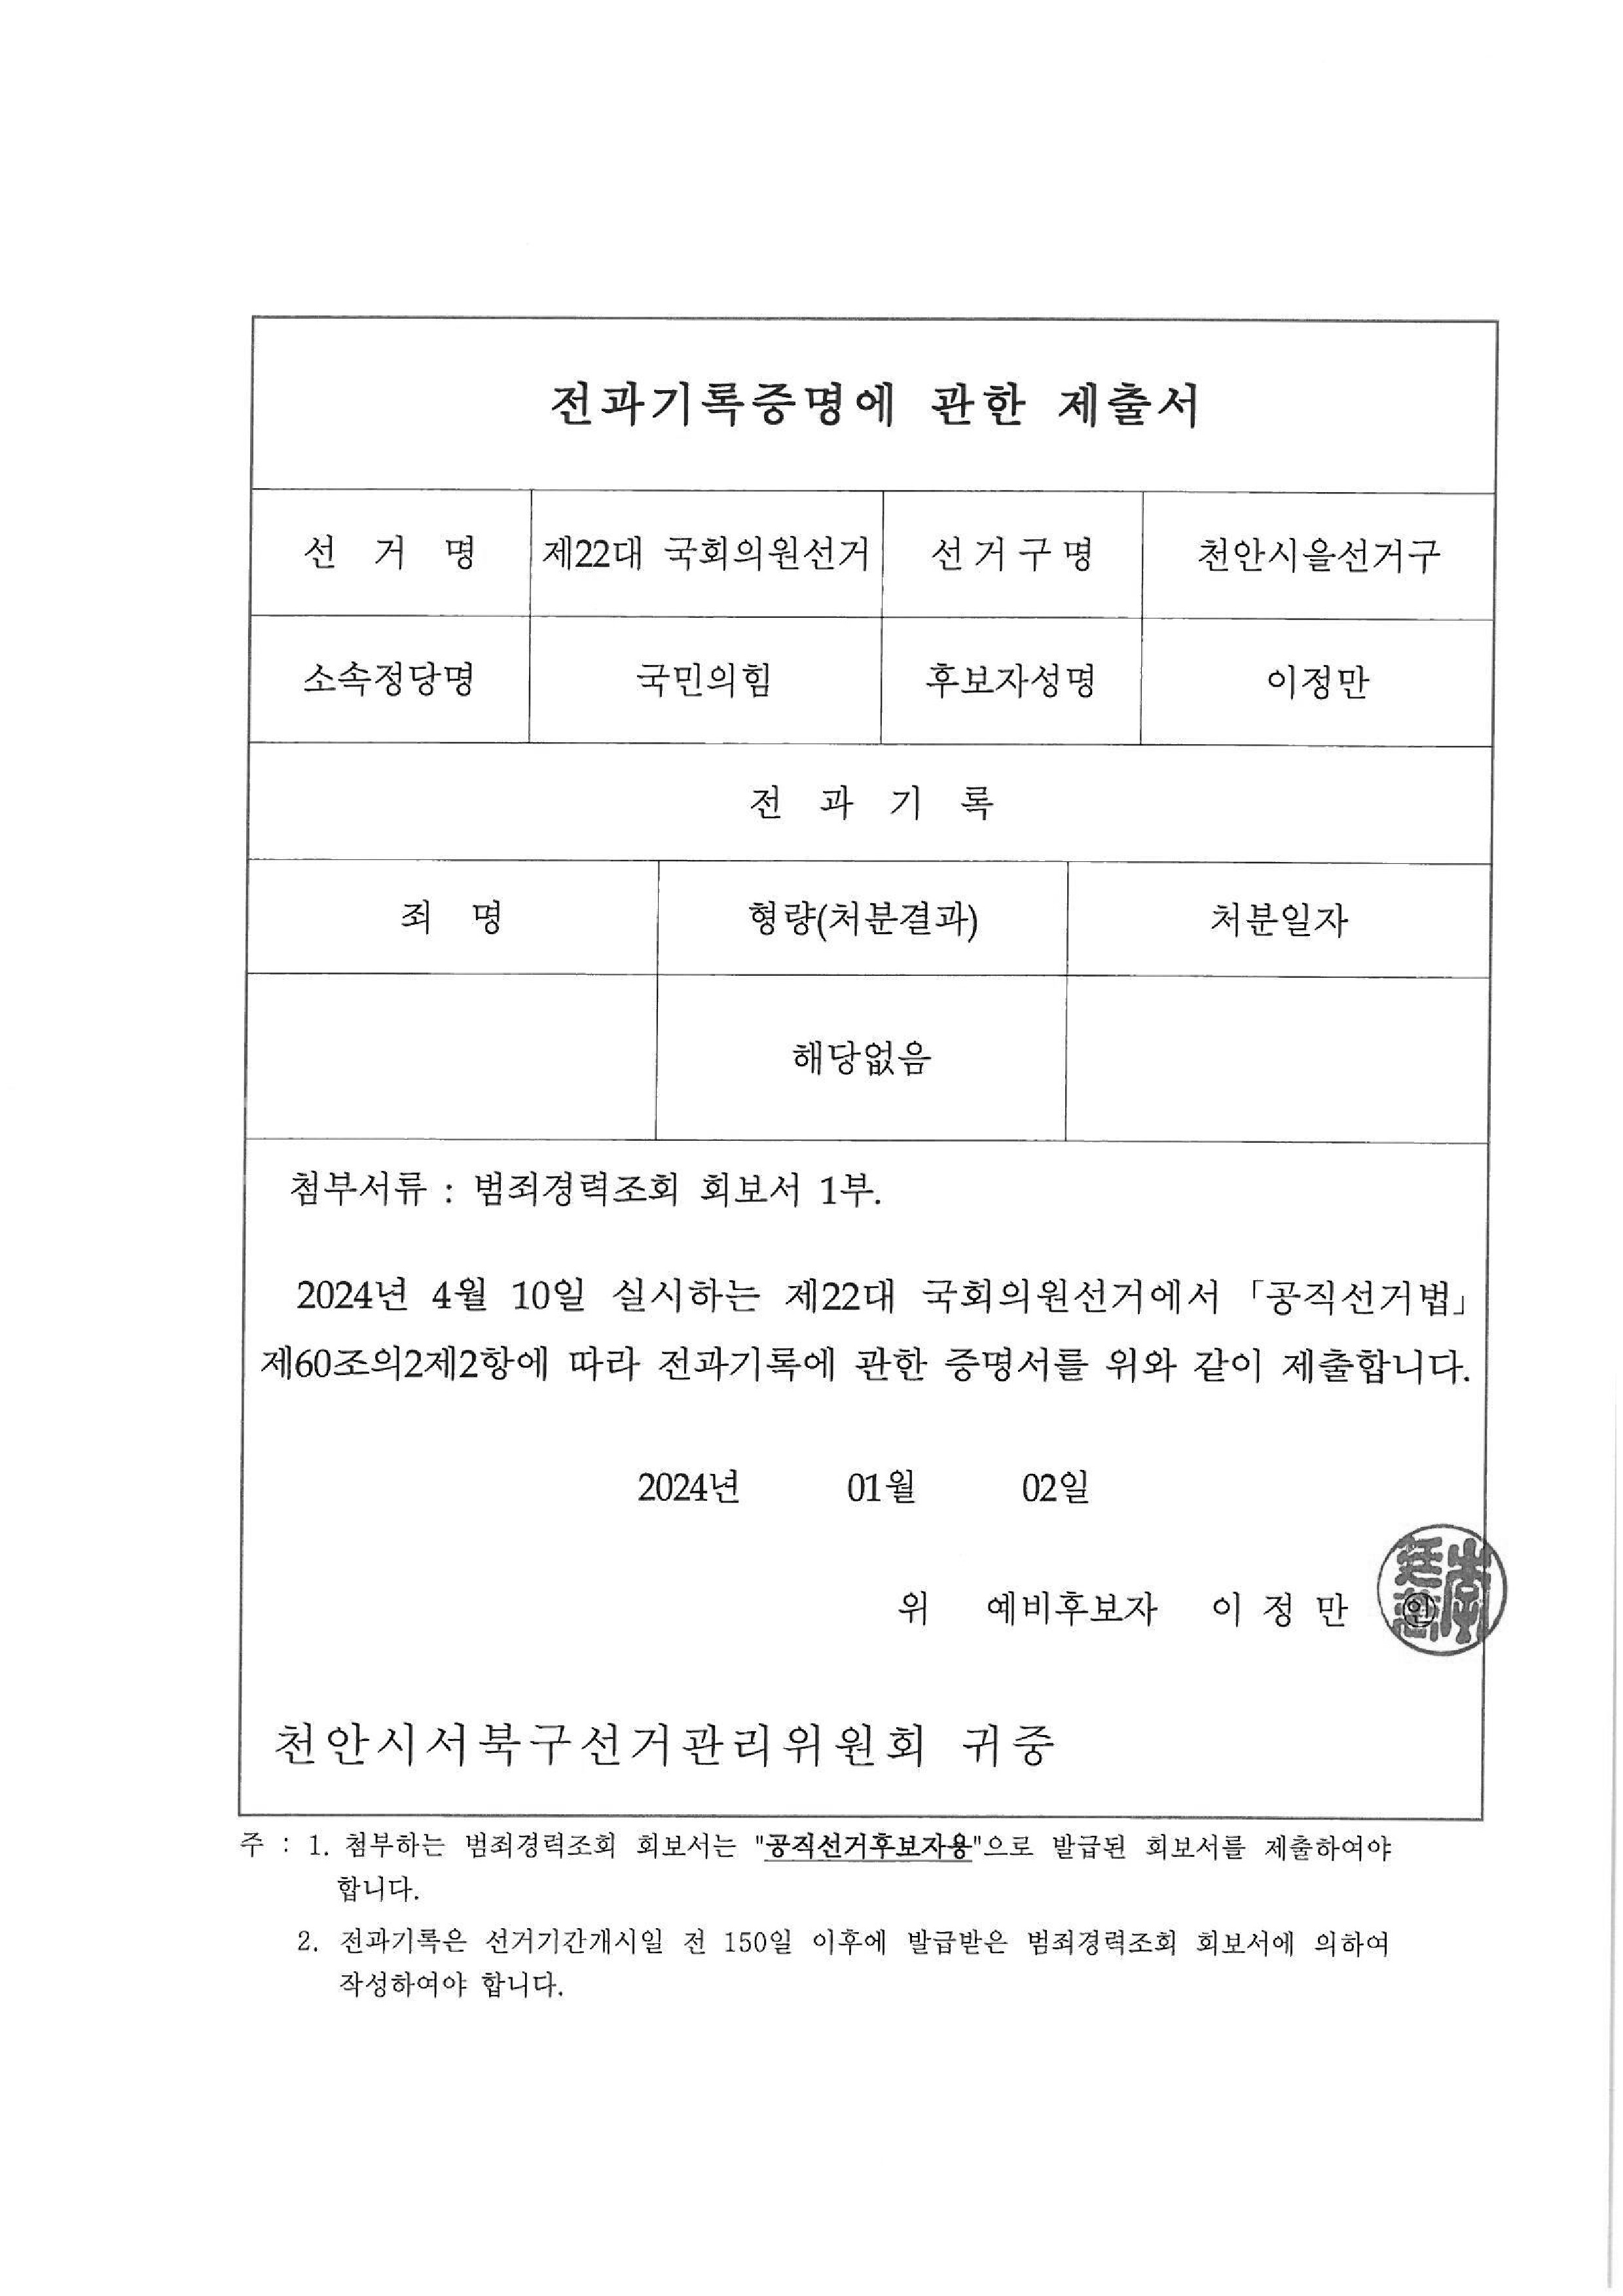 전과기록증명에 관한 제출서
선 거 명 제22대 국회의원선거 선거구명 천안시을선거구
소속정당명 국민의힘 후보자성명 이정만
전 과 기 록
죄 명 형량(처분결과) 처분일자
해당없음
첨부서류 : 범죄경력조회 회보서 1부.
2024년 4월 10일 실시하는 제22대 국회의원선거에서 「공직선거법」
제60조의2제2항에 따라 전과기록에 관한 증명서를 위와 같이 제출합니다.
2024년 01월 02일
위 예비후보자 이 정 만 ㊞
천안시서북구선거관리위원회 귀중
주 : 1. 첨부하는 범죄경력조회 회보서는 "공직선거후보자용"으로 발급된 회보서를 제출하여야
합니다.
2. 전과기록은 선거기간개시일 전 150일 이후에 발급받은 범죄경력조회 회보서에 의하여
작성하여야 합니다.